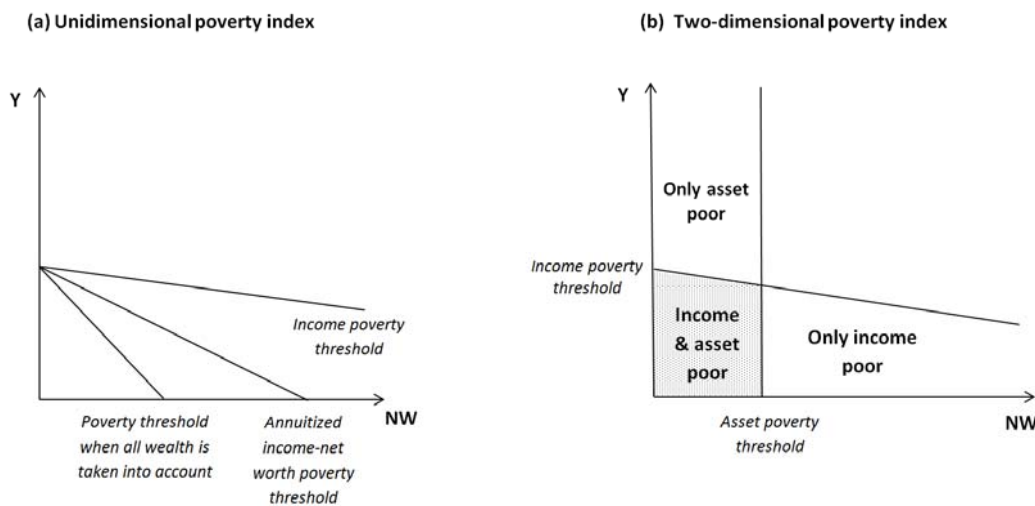 (a) Unidimensional poverty index
Y
Income poverty
threshold
NW
Poverty threshold
when all wealth is
taken into account
Annuitized
income-net
worth poverty
threshold
(b) Two-dimensional poverty index
Y
Only asset
poor
Income poverty
threshold
Income
& asset
poor
Only income
poor
NW
Asset poverty
threshold